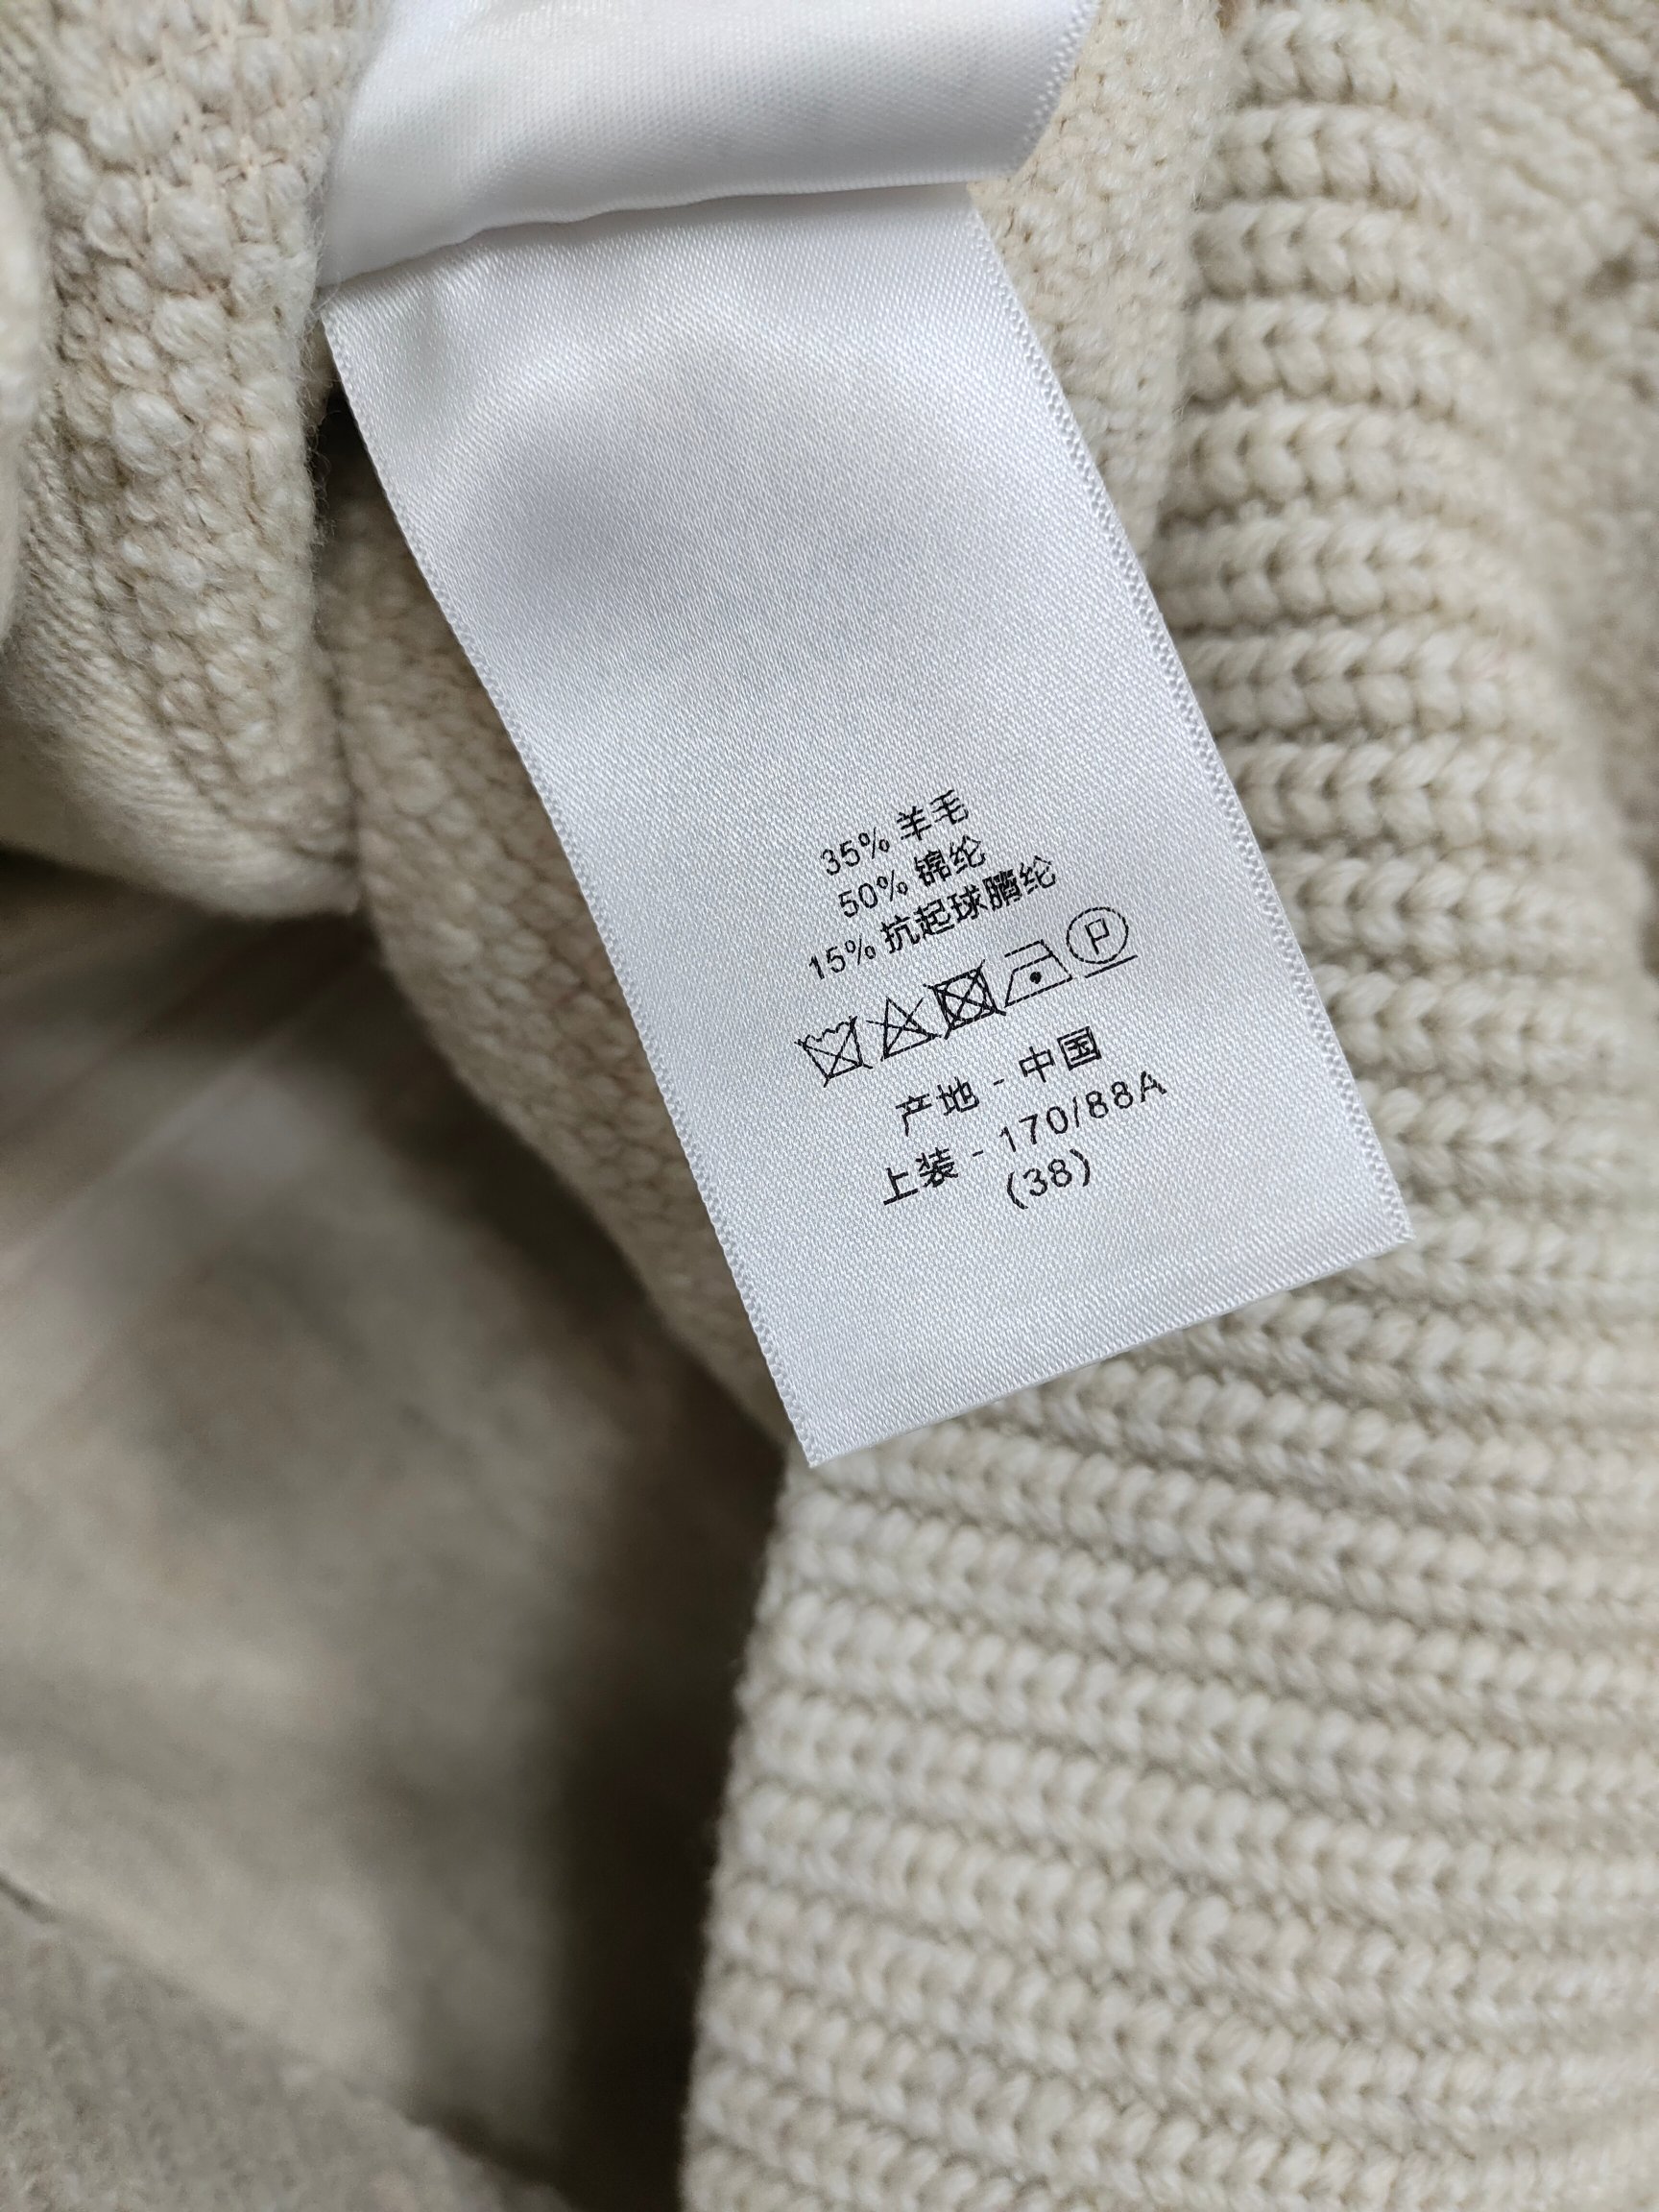 35% 羊毛
50% 锦纶
15% 抗起球腈纶
P
产地 - 中国
上装 - 170/88A
(38)